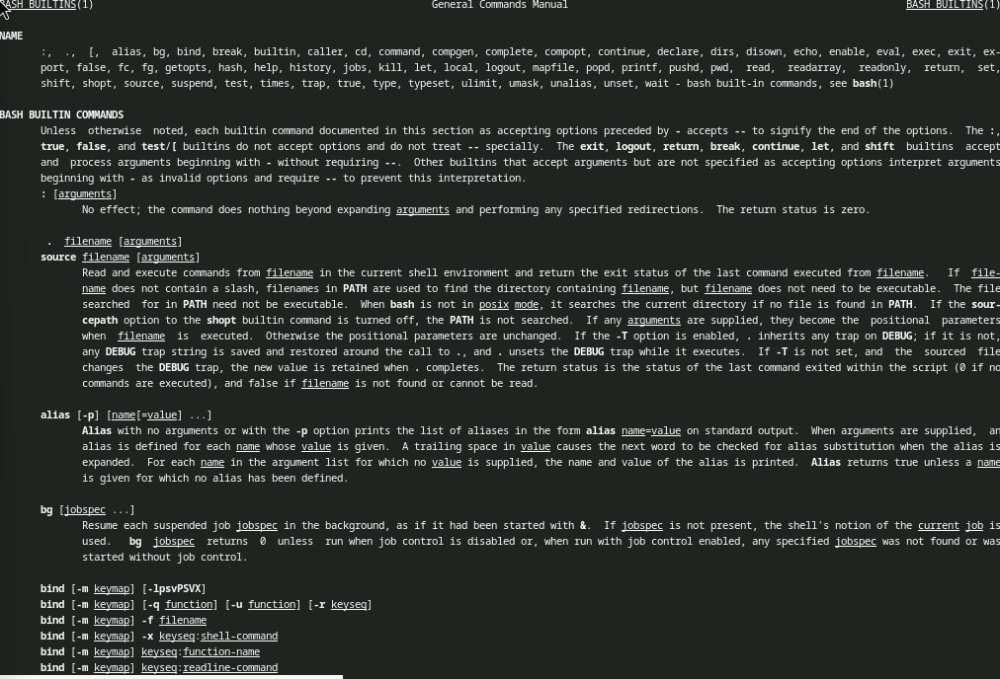 BASH BUILTINS(1) General Commands Manual BASH BUILTINS(1)
NAME
:, ., [, alias, bg, bind, break, builtin, caller, cd, command, compgen, complete, compopt, continue, declare, dirs, disown, echo, enable, eval, exec, exit, ex-
port, false, fc, fg, getopts, hash, help, history, jobs, kill, let, local, logout, mapfile, popd, printf, pushd, pwd, read, readarray, readonly, return, set,
shift, shopt, source, suspend, test, times, trap, true, type, typeset, ulimit, umask, unalias, unset, wait - bash built-in commands, see bash(1)
BASH BUILTIN COMMANDS
Unless otherwise noted, each builtin command documented in this section as accepting options preceded by - accepts -- to signify the end of the options. The :,
true, false, and test/[ builtins do not accept options and do not treat -- specially. The exit, logout, return, break, continue, let, and shift builtins accept
and process arguments beginning with - without requiring --. Other builtins that accept arguments but are not specified as accepting options interpret arguments
beginning with - as invalid options and require -- to prevent this interpretation.
: [arguments]
No effect; the command does nothing beyond expanding arguments and performing any specified redirections. The return status is zero.
. filename [arguments]
source filename [arguments]
Read and execute commands from filename in the current shell environment and return the exit status of the last command executed from filename. If file-
name does not contain a slash, filenames in PATH are used to find the directory containing filename, but filename does not need to be executable. The file
searched for in PATH need not be executable. When bash is not in posix mode, it searches the current directory if no file is found in PATH. If the sour-
cepath option to the shopt builtin command is turned off, the PATH is not searched. If any arguments are supplied, they become the positional parameters
when filename is executed. Otherwise the positional parameters are unchanged. If the -T option is enabled, . inherits any trap on DEBUG; if it is not,
any DEBUG trap string is saved and restored around the call to ., and . unsets the DEBUG trap while it executes. If -T is not set, and the sourced file
changes the DEBUG trap, the new value is retained when . completes. The return status is the status of the last command exited within the script (0 if no
commands are executed), and false if filename is not found or cannot be read.
alias [-p] [name[=value] ...]
Alias with no arguments or with the -p option prints the list of aliases in the form alias name=value on standard output. When arguments are supplied, an
alias is defined for each name whose value is given. A trailing space in value causes the next word to be checked for alias substitution when the alias is
expanded. For each name in the argument list for which no value is supplied, the name and value of the alias is printed. Alias returns true unless a name
is given for which no alias has been defined.
bg [jobspec ...]
Resume each suspended job jobspec in the background, as if it had been started with &. If jobspec is not present, the shell's notion of the current job is
used. bg jobspec returns 0 unless run when job control is disabled or, when run with job control enabled, any specified jobspec was not found or was
started without job control.
bind [-m keymap] [-lpsvPSVX]
bind [-m keymap] [-q function] [-u function] [-r keyseq]
bind [-m keymap] -f filename
bind [-m keymap] -x keyseq:shell-command
bind [-m keymap] keyseq:function-name
bind [-m keymap] keyseq:readline-command